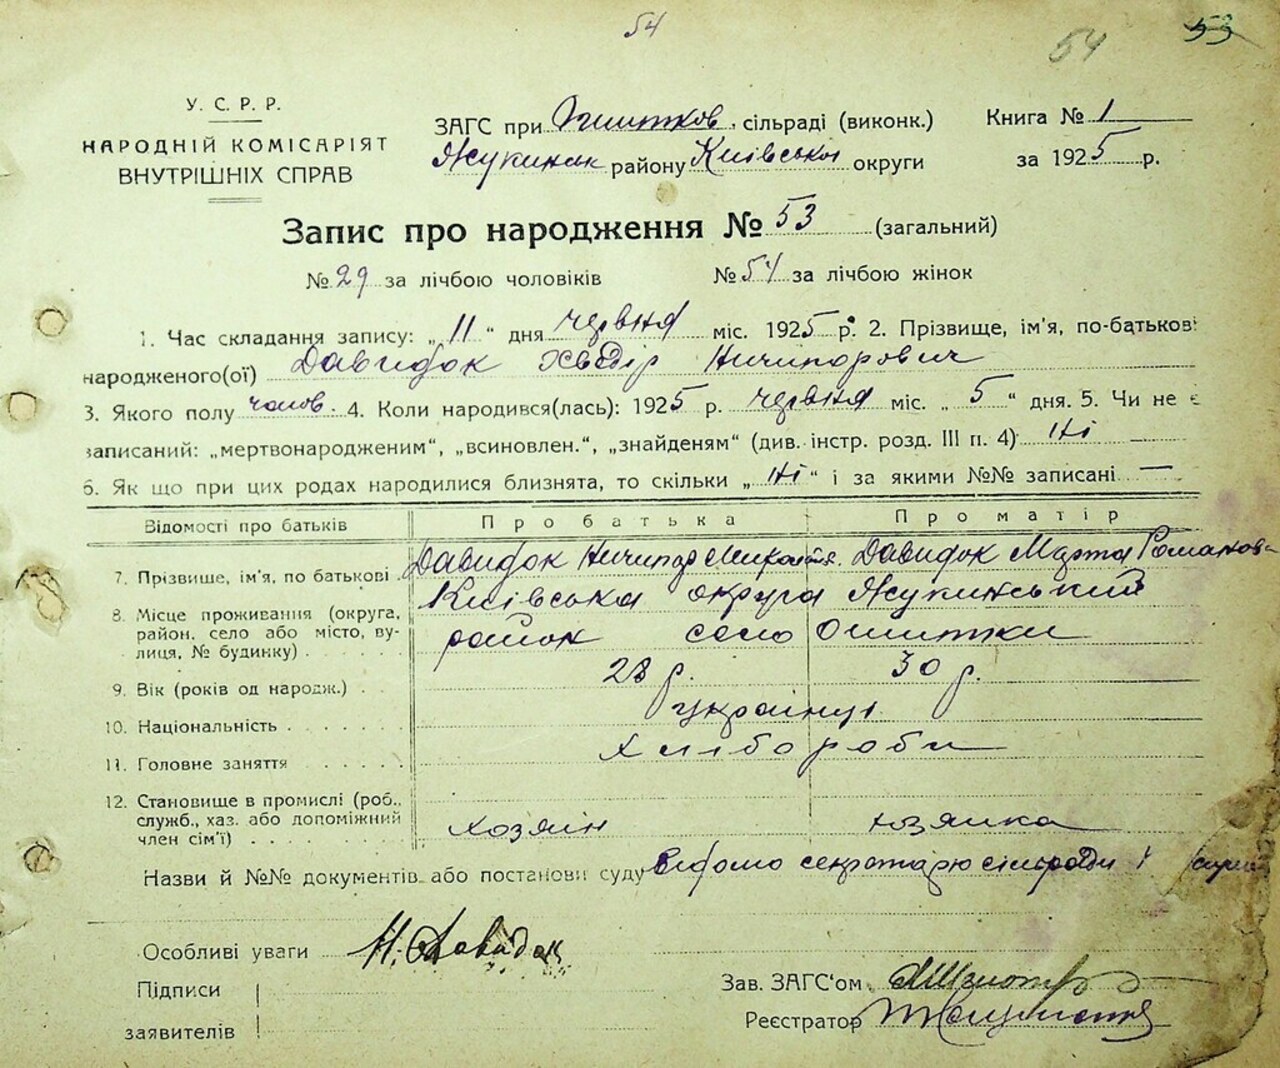 54
54
53
У. С. Р. Р.
НАРОДНІЙ КОМІСАРІЯТ
ВНУТРІШНІХ СПРАВ
ЗАГС при Ошитков. сільраді (виконк.)
Жукинськ району Київської округи
Книга № 1
за 1925 р.
Запис про народження № 53 (загальний)
№ 29 за лічбою чоловіків № 54 за лічбою жінок
1. Час складання запису: „11“ дня червня міс. 1925 р. 2. Прізвище, ім'я, по-батькові
народженого(ої) Давидок Хведір Ничипорович
3. Якого полу чолов. 4. Коли народився(лась): 1925 р. червня міс. „5“ дня. 5. Чи не є
записаний: „мертвонародженим“, „всиновлен.“, „знайденям“ (див. інстр. розд. III п. 4) Ні —
6. Як що при цих родах народилися близнята, то скільки „Ні“ і за якими №№ записані —
Відомості про батьків Про батька Про матір
7. Прізвище, ім'я, по батькові Давидок Ничипор Давидок Марта Романов-
8. Місце проживання (округа, район, село або місто, вулиця, № будинку) Київська округа Жукинський
район село Ошитки
9. Вік (років од народж.) 28 р. 30 р.
10. Національність українці
11. Головне заняття Хлібороби
12. Становище в промислі (роб., служб., хаз. або допоміжний член сім'ї) хозяїн хозяйка
Назви й №№ документів або постанови суду Відомо секретарю сільради і
Особливі уваги Н. Давидок
Підписи
заявителів
Зав. ЗАГС'ом
Реєстратор